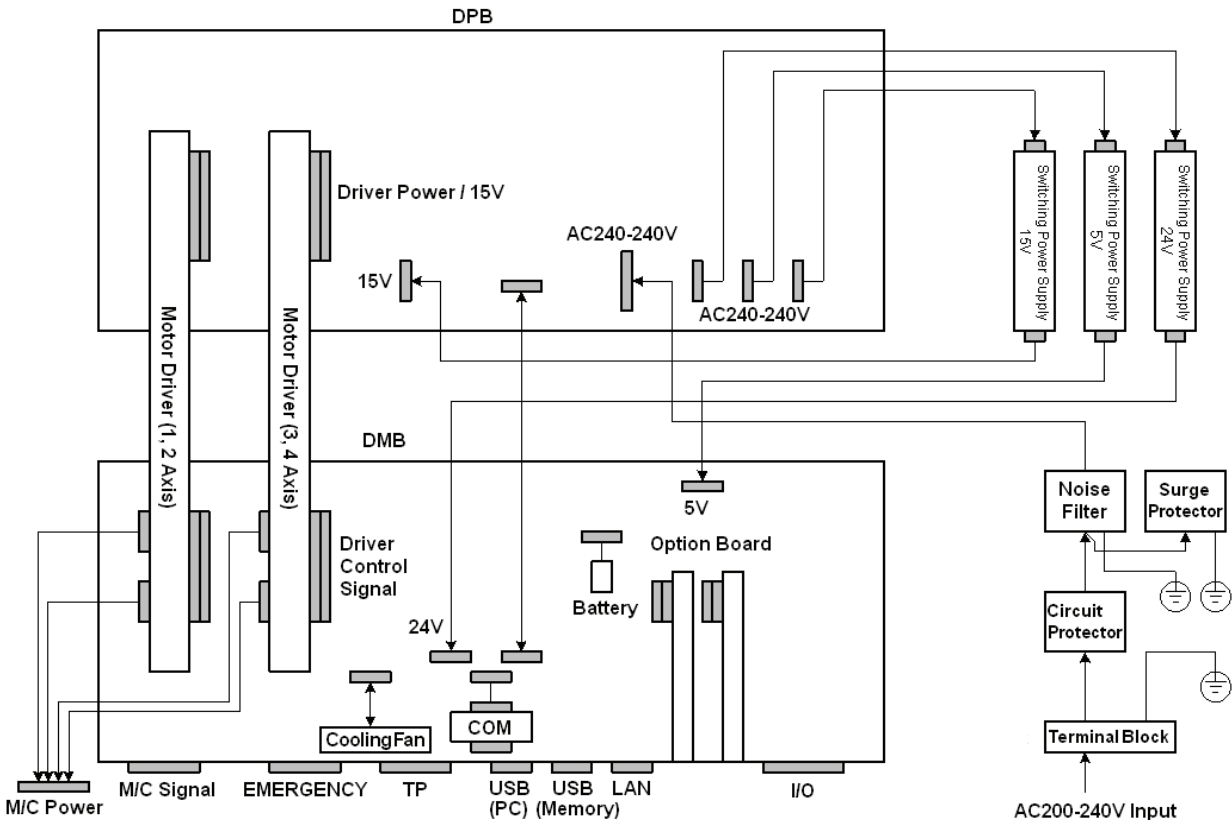 DPB
Driver Power / 15V
AC240-240V
15V
AC240-240V
Switching Power Supply
15V
Switching Power Supply
5V
Switching Power Supply
24V
Motor Driver (1, 2 Axis)
Motor Driver (3, 4 Axis)
DMB
5V
Driver
Control
Signal
Option Board
Battery
24V
COM
CoolingFan
Noise
Filter
Surge
Protector
Circuit
Protector
Terminal Block
M/C Power
M/C Signal
EMERGENCY
TP
USB
(PC)
USB
(Memory)
LAN
I/O
AC200-240V Input